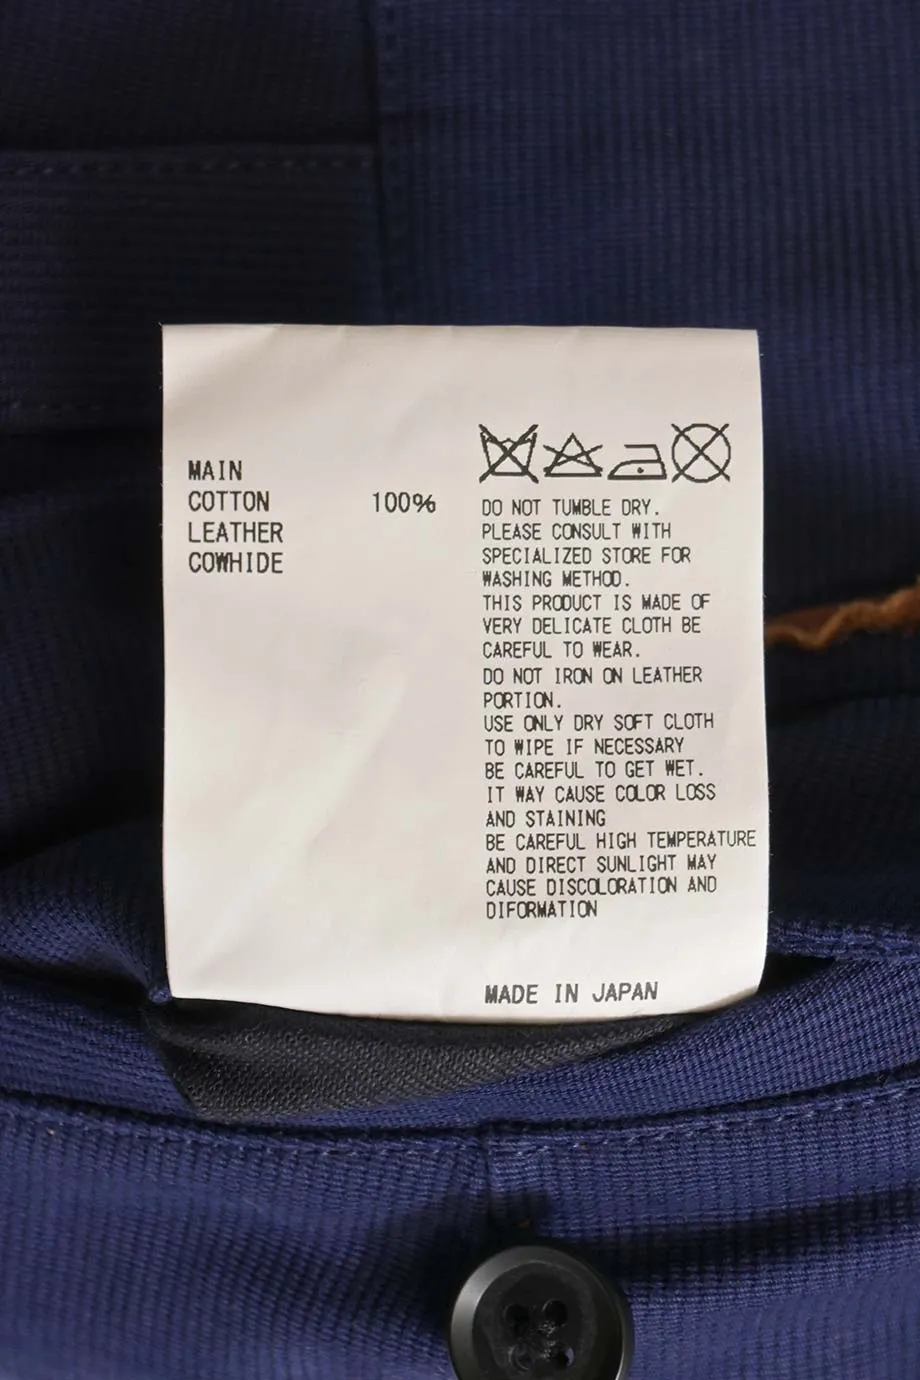 MAIN
COTTON 100%
LEATHER
COWHIDE
DO NOT TUMBLE DRY.
PLEASE CONSULT WITH
SPECIALIZED STORE FOR
WASHING METHOD.
THIS PRODUCT IS MADE OF
VERY DELICATE CLOTH BE
CAREFUL TO WEAR.
DO NOT IRON ON LEATHER
PORTION.
USE ONLY DRY SOFT CLOTH
TO WIPE IF NECESSARY
BE CAREFUL TO GET WET.
IT WAY CAUSE COLOR LOSS
AND STAINING
BE CAREFUL HIGH TEMPERATURE
AND DIRECT SUNLIGHT MAY
CAUSE DISCOLORATION AND
DIFORMATION
MADE IN JAPAN